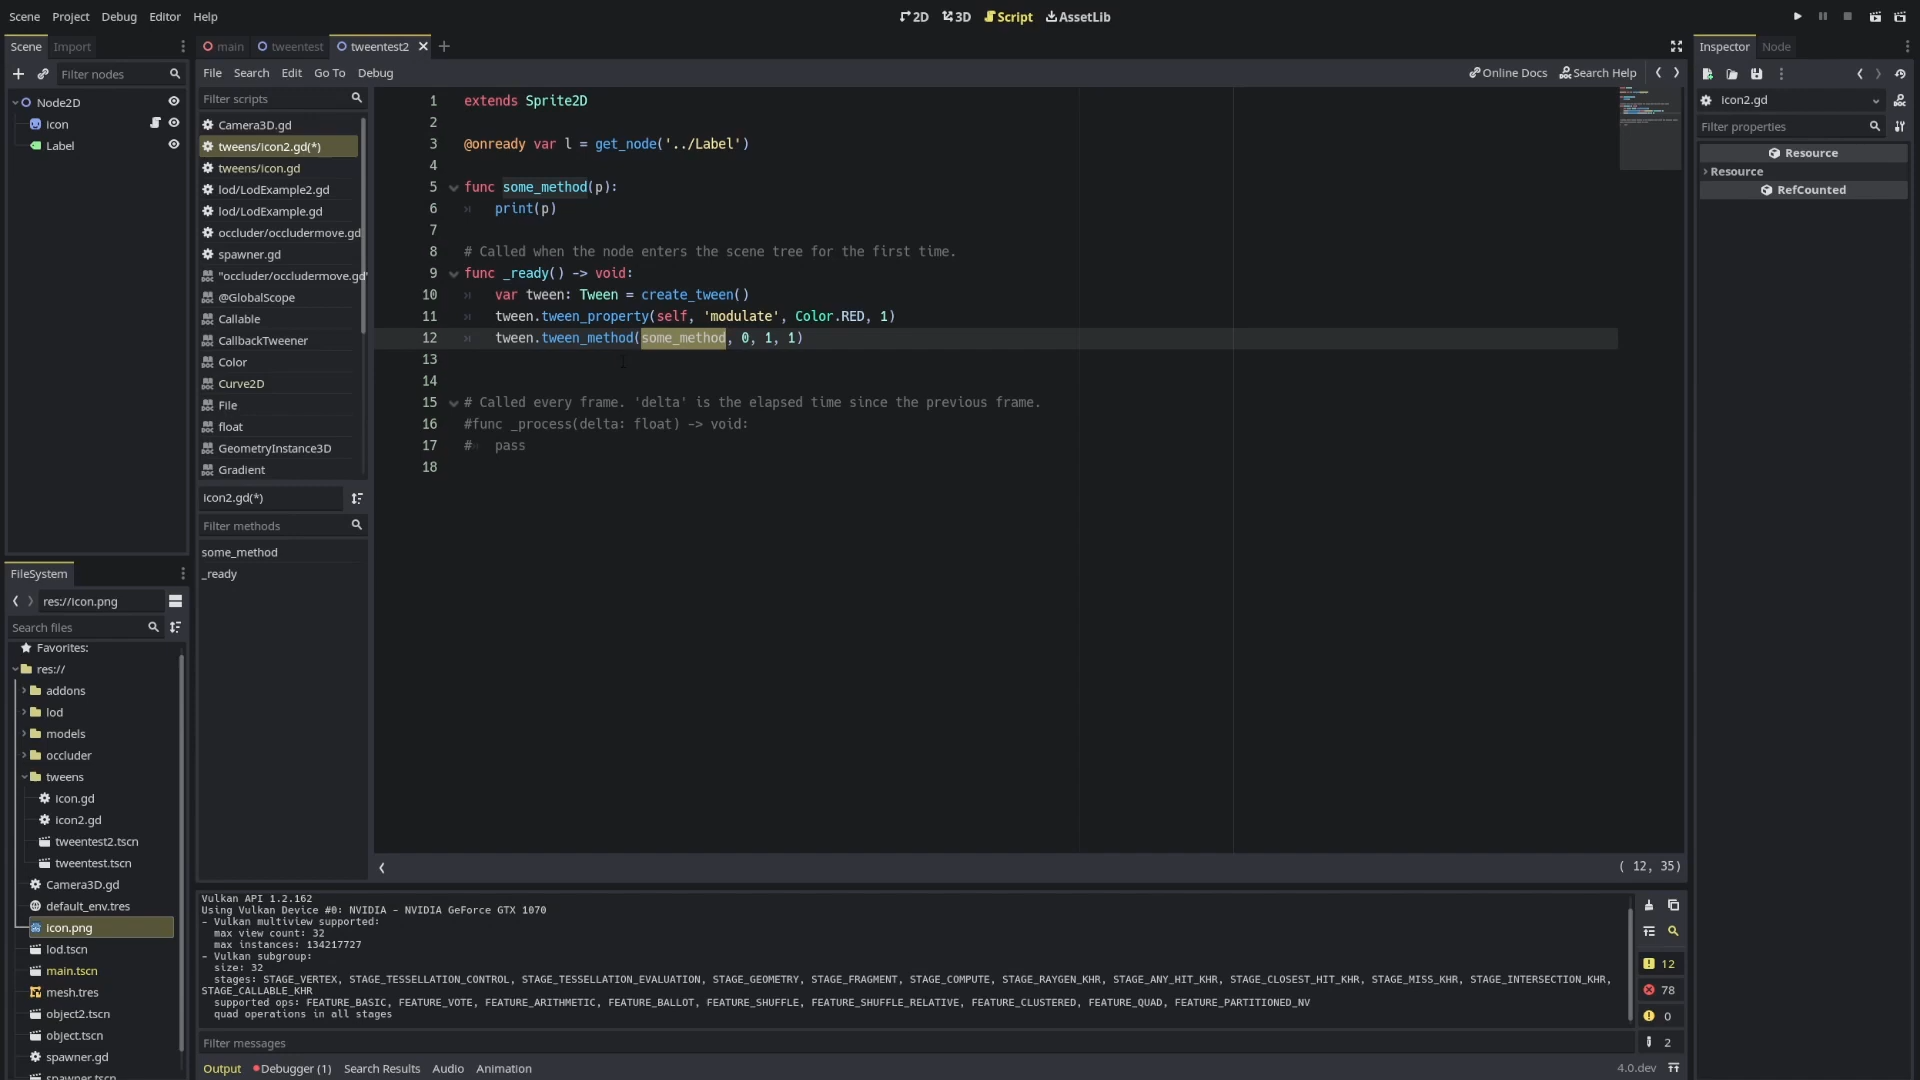 Scene Project Debug Editor Help
2D 3D Script AssetLib
Scene Import
main tweentest tweentest2
Inspector Node
Filter nodes
File Search Edit Go To Debug
Online Docs Search Help
Node2D
icon
Label
Filter scripts
Camera3D.gd
tweens/icon2.gd(*)
tweens/icon.gd
lod/LodExample2.gd
lod/LodExample.gd
occluder/occludermove.gd
spawner.gd
"occluder/occludermove.gd"
@GlobalScope
Callable
CallbackTweener
Color
Curve2D
File
float
GeometryInstance3D
Gradient
icon2.gd(*)
Filter methods
some_method
_ready
1 extends Sprite2D
2
3 @onready var l = get_node('../Label')
4
5 func some_method(p):
6 print(p)
7
8 # Called when the node enters the scene tree for the first time.
9 func _ready() -> void:
10 var tween: Tween = create_tween()
11 tween.tween_property(self, 'modulate', Color.RED, 1)
12 tween.tween_method(some_method, 0, 1, 1)
13
14
15 # Called every frame. 'delta' is the elapsed time since the previous frame.
16 #func _process(delta: float) -> void:
17 # pass
18
( 12, 35)
icon2.gd
Filter properties
Resource
Resource
RefCounted
FileSystem
res://icon.png
Search files
Favorites:
res://
addons
lod
models
occluder
tweens
icon.gd
icon2.gd
tweentest2.tscn
tweentest.tscn
Camera3D.gd
default_env.tres
icon.png
lod.tscn
main.tscn
mesh.tres
object2.tscn
object.tscn
spawner.gd
spawner.tscn
Vulkan API 1.2.162
Using Vulkan Device #0: NVIDIA - NVIDIA GeForce GTX 1070
- Vulkan multiview supported:
max view count: 32
max instances: 134217727
- Vulkan subgroup:
size: 32
stages: STAGE_VERTEX, STAGE_TESSELLATION_CONTROL, STAGE_TESSELLATION_EVALUATION, STAGE_GEOMETRY, STAGE_FRAGMENT, STAGE_COMPUTE, STAGE_RAYGEN_KHR, STAGE_ANY_HIT_KHR, STAGE_CLOSEST_HIT_KHR, STAGE_MISS_KHR, STAGE_INTERSECTION_KHR,
STAGE_CALLABLE_KHR
supported ops: FEATURE_BASIC, FEATURE_VOTE, FEATURE_ARITHMETIC, FEATURE_BALLOT, FEATURE_SHUFFLE, FEATURE_SHUFFLE_RELATIVE, FEATURE_CLUSTERED, FEATURE_QUAD, FEATURE_PARTITIONED_NV
quad operations in all stages
12
78
0
2
Filter messages
Output Debugger (1) Search Results Audio Animation
4.0.dev